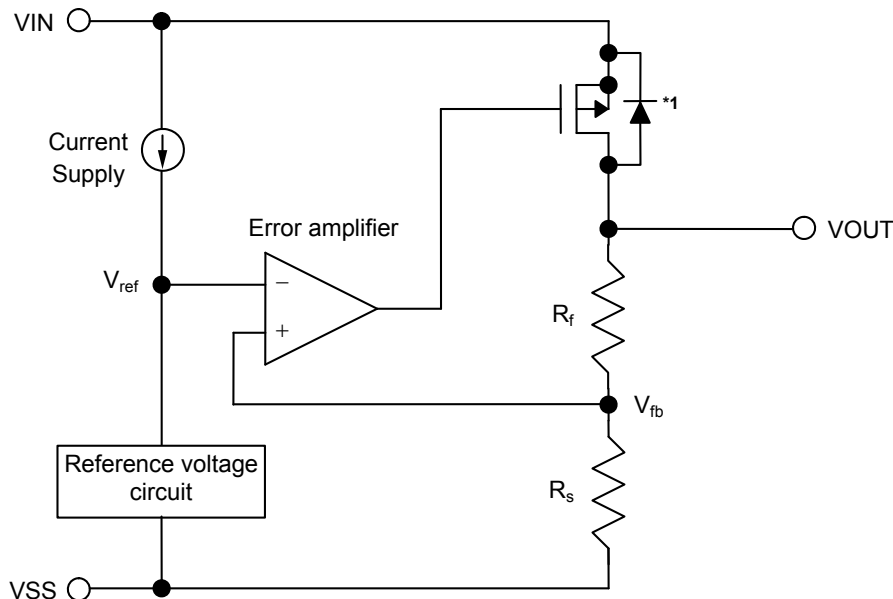 VIN
*1
Current
Supply
Error amplifier
VOUT
Vref
−
+
Rf
Vfb
Reference voltage
circuit
Rs
VSS